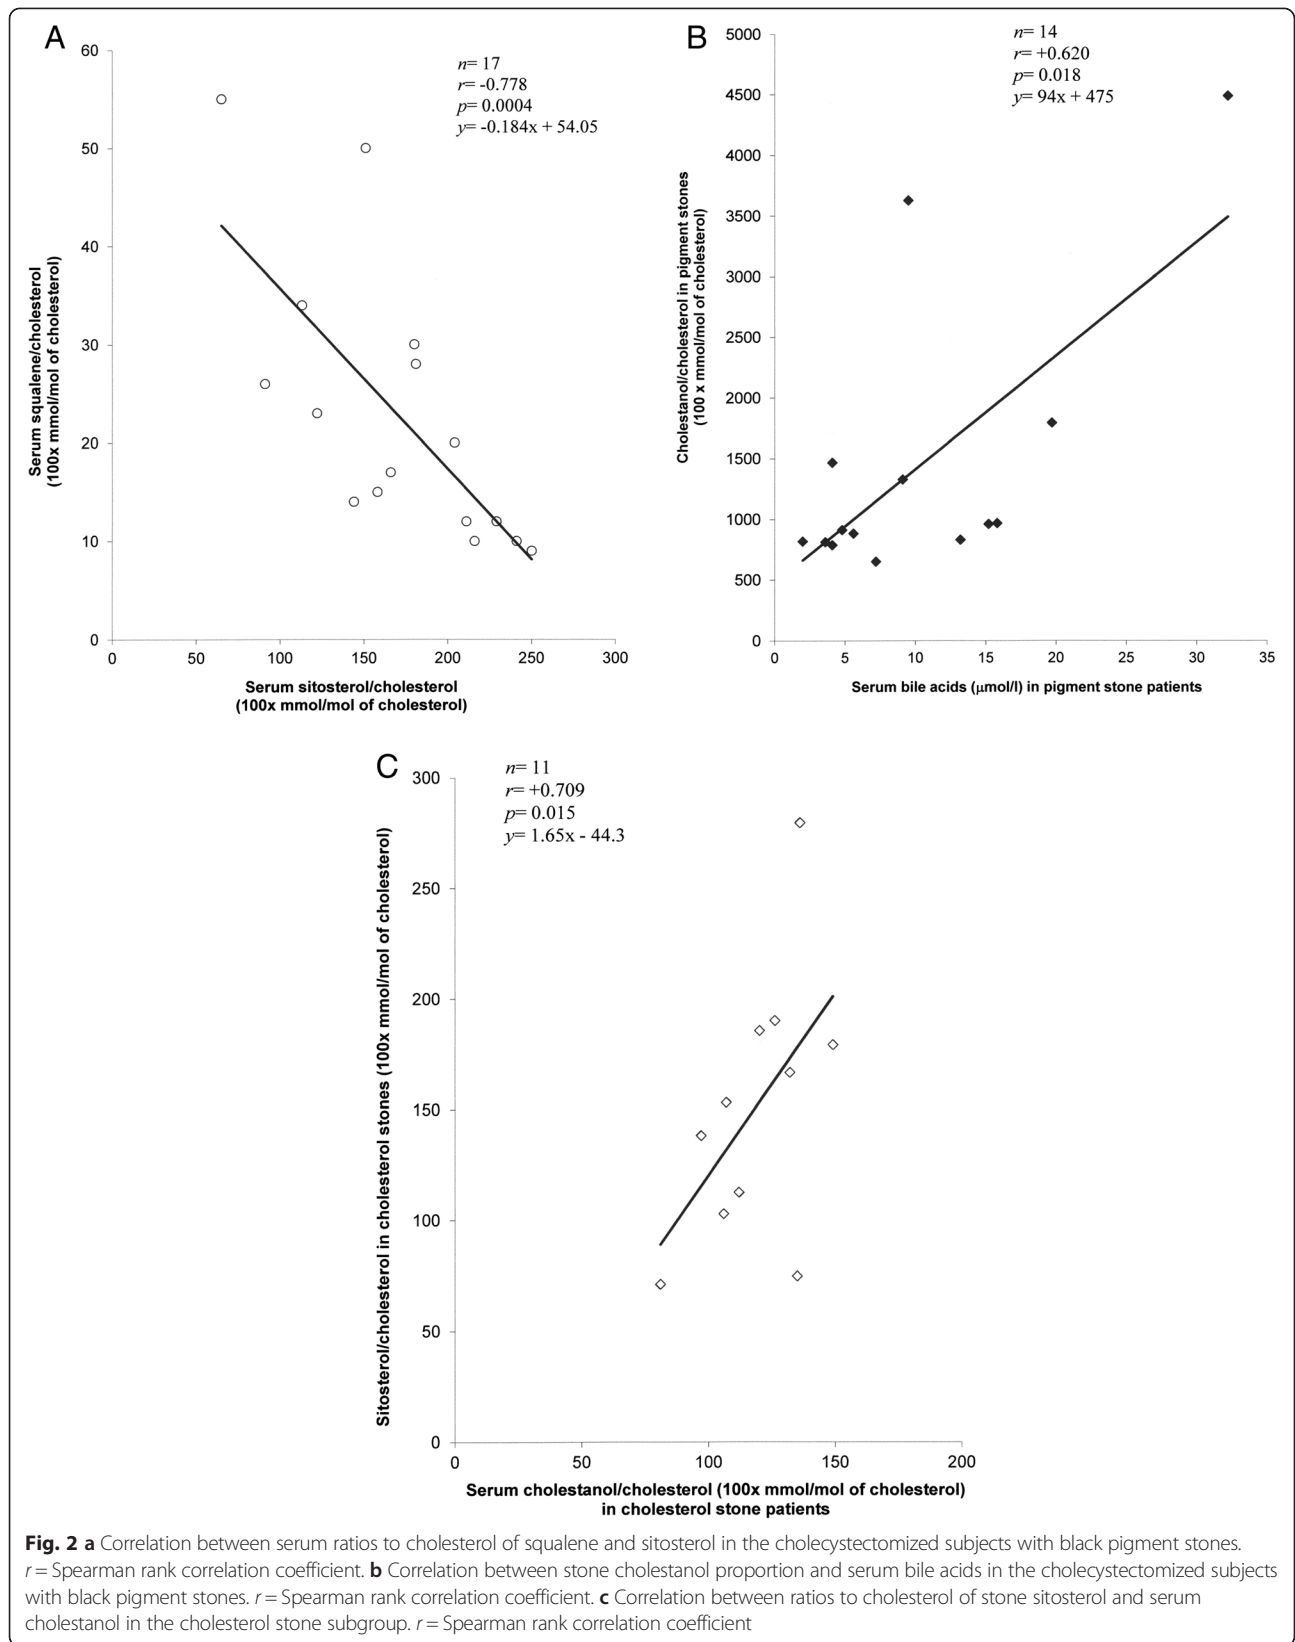 A
n= 17
r= -0.778
p= 0.0004
y= -0.184x + 54.05
60
50
40
30
20
10
0
0 50 100 150 200 250 300
Serum squalene/cholesterol
(100x mmol/mol of cholesterol)
Serum sitosterol/cholesterol
(100x mmol/mol of cholesterol)
B
n= 14
r= +0.620
p= 0.018
y= 94x + 475
5000
4500
4000
3500
3000
2500
2000
1500
1000
500
0
0 5 10 15 20 25 30 35
Cholestanol/cholesterol in pigment stones
(100 x mmol/mol of cholesterol)
Serum bile acids (μmol/l) in pigment stone patients
C
n= 11
r= +0.709
p= 0.015
y= 1.65x - 44.3
300
250
200
150
100
50
0
0 50 100 150 200
Sitosterol/cholesterol in cholesterol stones (100x mmol/mol of cholesterol)
Serum cholestanol/cholesterol (100x mmol/mol of cholesterol)
in cholesterol stone patients
Fig. 2 a Correlation between serum ratios to cholesterol of squalene and sitosterol in the cholecystectomized subjects with black pigment stones.
r = Spearman rank correlation coefficient. b Correlation between stone cholestanol proportion and serum bile acids in the cholecystectomized subjects
with black pigment stones. r = Spearman rank correlation coefficient. c Correlation between ratios to cholesterol of stone sitosterol and serum
cholestanol in the cholesterol stone subgroup. r = Spearman rank correlation coefficient